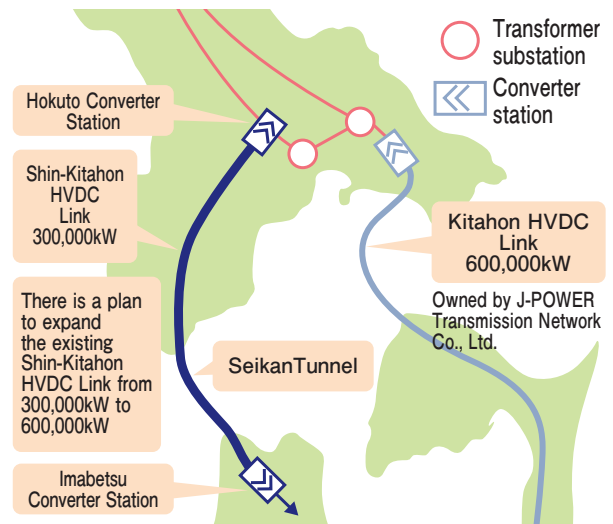 Transformer
substation
Converter
station
Hokuto Converter
Station
Shin-Kitahon
HVDC
Link
300,000kW
Kitahon HVDC
Link
600,000kW
Owned by J-POWER
Transmission Network
Co., Ltd.
There is a plan
to expand
the existing
Shin-Kitahon
HVDC Link from
300,000kW to
600,000kW
SeikanTunnel
Imabetsu
Converter Station